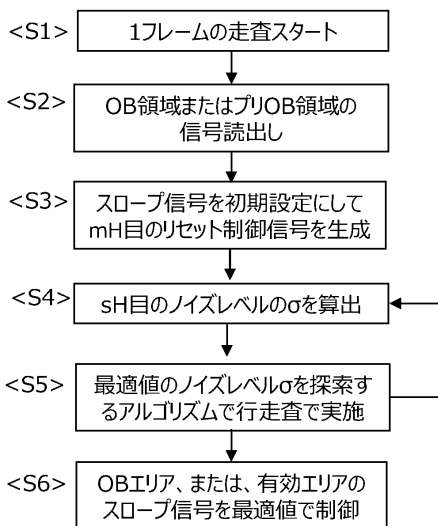 <S1> 1フレームの走査スタート
<S2> OB領域またはプリOB領域の
信号読出し
<S3> スロープ信号を初期設定にして
mH目のリセット制御信号を生成
<S4> sH目のノイズレベルのσを算出
<S5> 最適値のノイズレベルσを探索す
るアルゴリズムで行走査で実施
<S6> OBエリア、または、有効エリアの
スロープ信号を最適値で制御